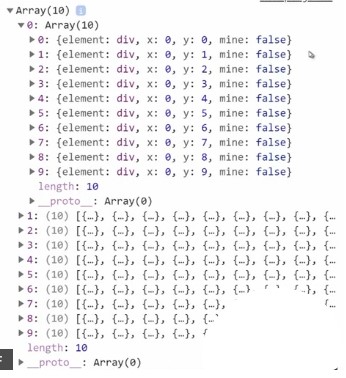 ▼Array(10) i
▼0: Array(10)
▶0: {element: div, x: 0, y: 0, mine: false}
▶1: {element: div, x: 0, y: 1, mine: false}
▶2: {element: div, x: 0, y: 2, mine: false}
▶3: {element: div, x: 0, y: 3, mine: false}
▶4: {element: div, x: 0, y: 4, mine: false}
▶5: {element: div, x: 0, y: 5, mine: false}
▶6: {element: div, x: 0, y: 6, mine: false}
▶7: {element: div, x: 0, y: 7, mine: false}
▶8: {element: div, x: 0, y: 8, mine: false}
▶9: {element: div, x: 0, y: 9, mine: false}
length: 10
▶__proto__: Array(0)
▶1: (10) [{…}, {…}, {…}, {…}, {…}, {…}, {…}, {…}, {…
▶2: (10) [{…}, {…}, {…}, {…}, {…}, {…}, {…}, {…}, {…
▶3: (10) [{…}, {…}, {…}, {…}, {…}, {…}, {…}, {…}, {…
▶4: (10) [{…}, {…}, {…}, {…}, {…}, {…}, {…}, {…}, {…
▶5: (10) [{…}, {…}, {…}, {…}, {…}, {…}, {…}, {…}, {…
▶6: (10) [{…}, {…}, {…}, {…}, {…}, {…
▶7: (10) [{…}, {…}, {…}, {…}, {…}, {…
▶8: (10) [{…}, {…}, {…}, {…}, {…
▶9: (10) [{…}, {…}, {…}, {…}, {
length: 10
▶__proto__: Array(0)